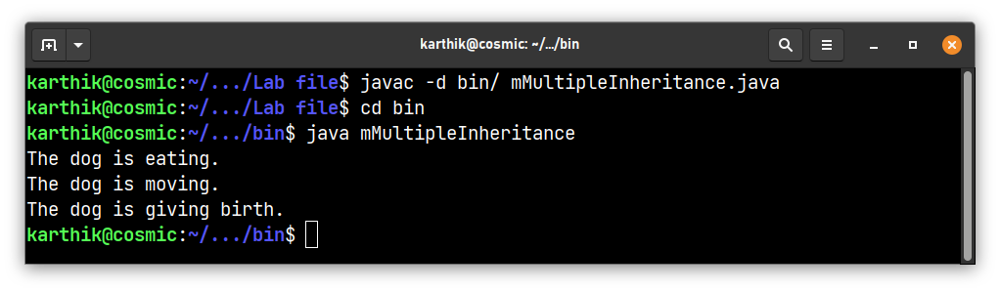 karthik@cosmic: ~/.../bin
karthik@cosmic:~/.../Lab file$ javac -d bin/ mMultipleInheritance.java
karthik@cosmic:~/.../Lab file$ cd bin
karthik@cosmic:~/.../bin$ java mMultipleInheritance
The dog is eating.
The dog is moving.
The dog is giving birth.
karthik@cosmic:~/.../bin$